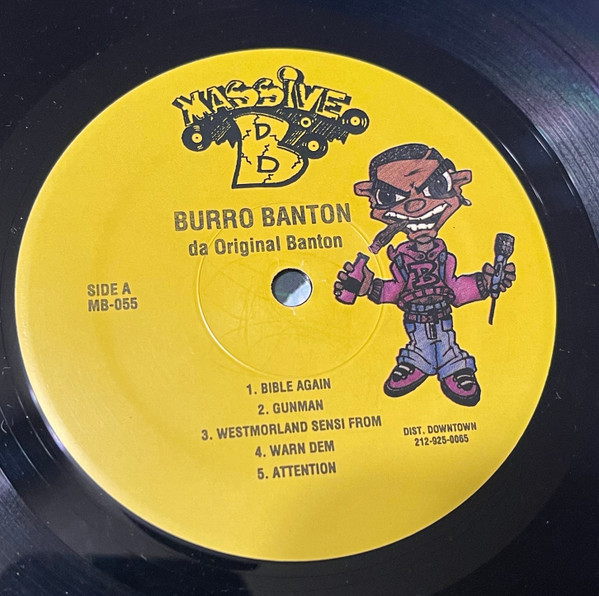 MASSIVE
B
D
D
BURRO BANTON
da Original Banton
SIDE A
MB-055
B
1. BIBLE AGAIN
2. GUNMAN
3. WESTMORLAND SENSI FROM
4. WARN DEM
5. ATTENTION
DIST. DOWNTOWN
212-925-0065